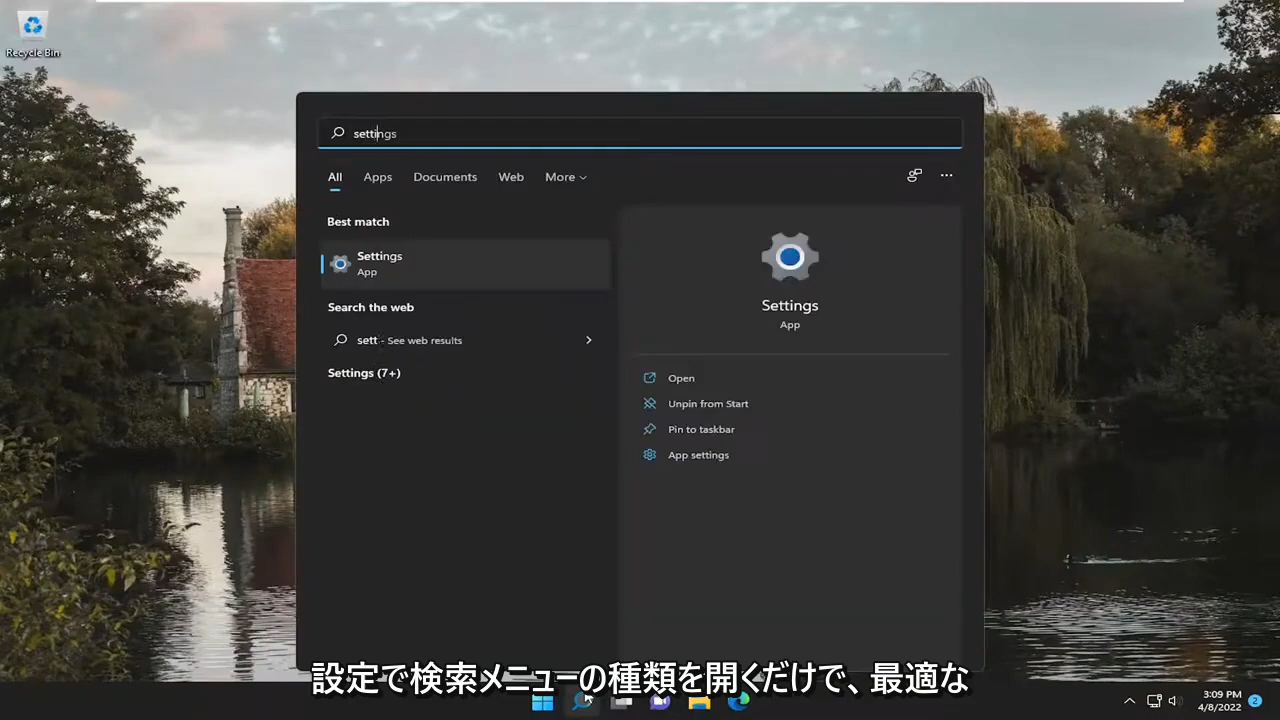 Recycle Bin
settings
All Apps Documents Web More
Best match
Settings
App
Search the web
sett - See web results
Settings (7+)
Settings
App
Open
Unpin from Start
Pin to taskbar
App settings
設定で検索メニューの種類を開くだけで、最適な
3:09 PM
4/8/2022
2